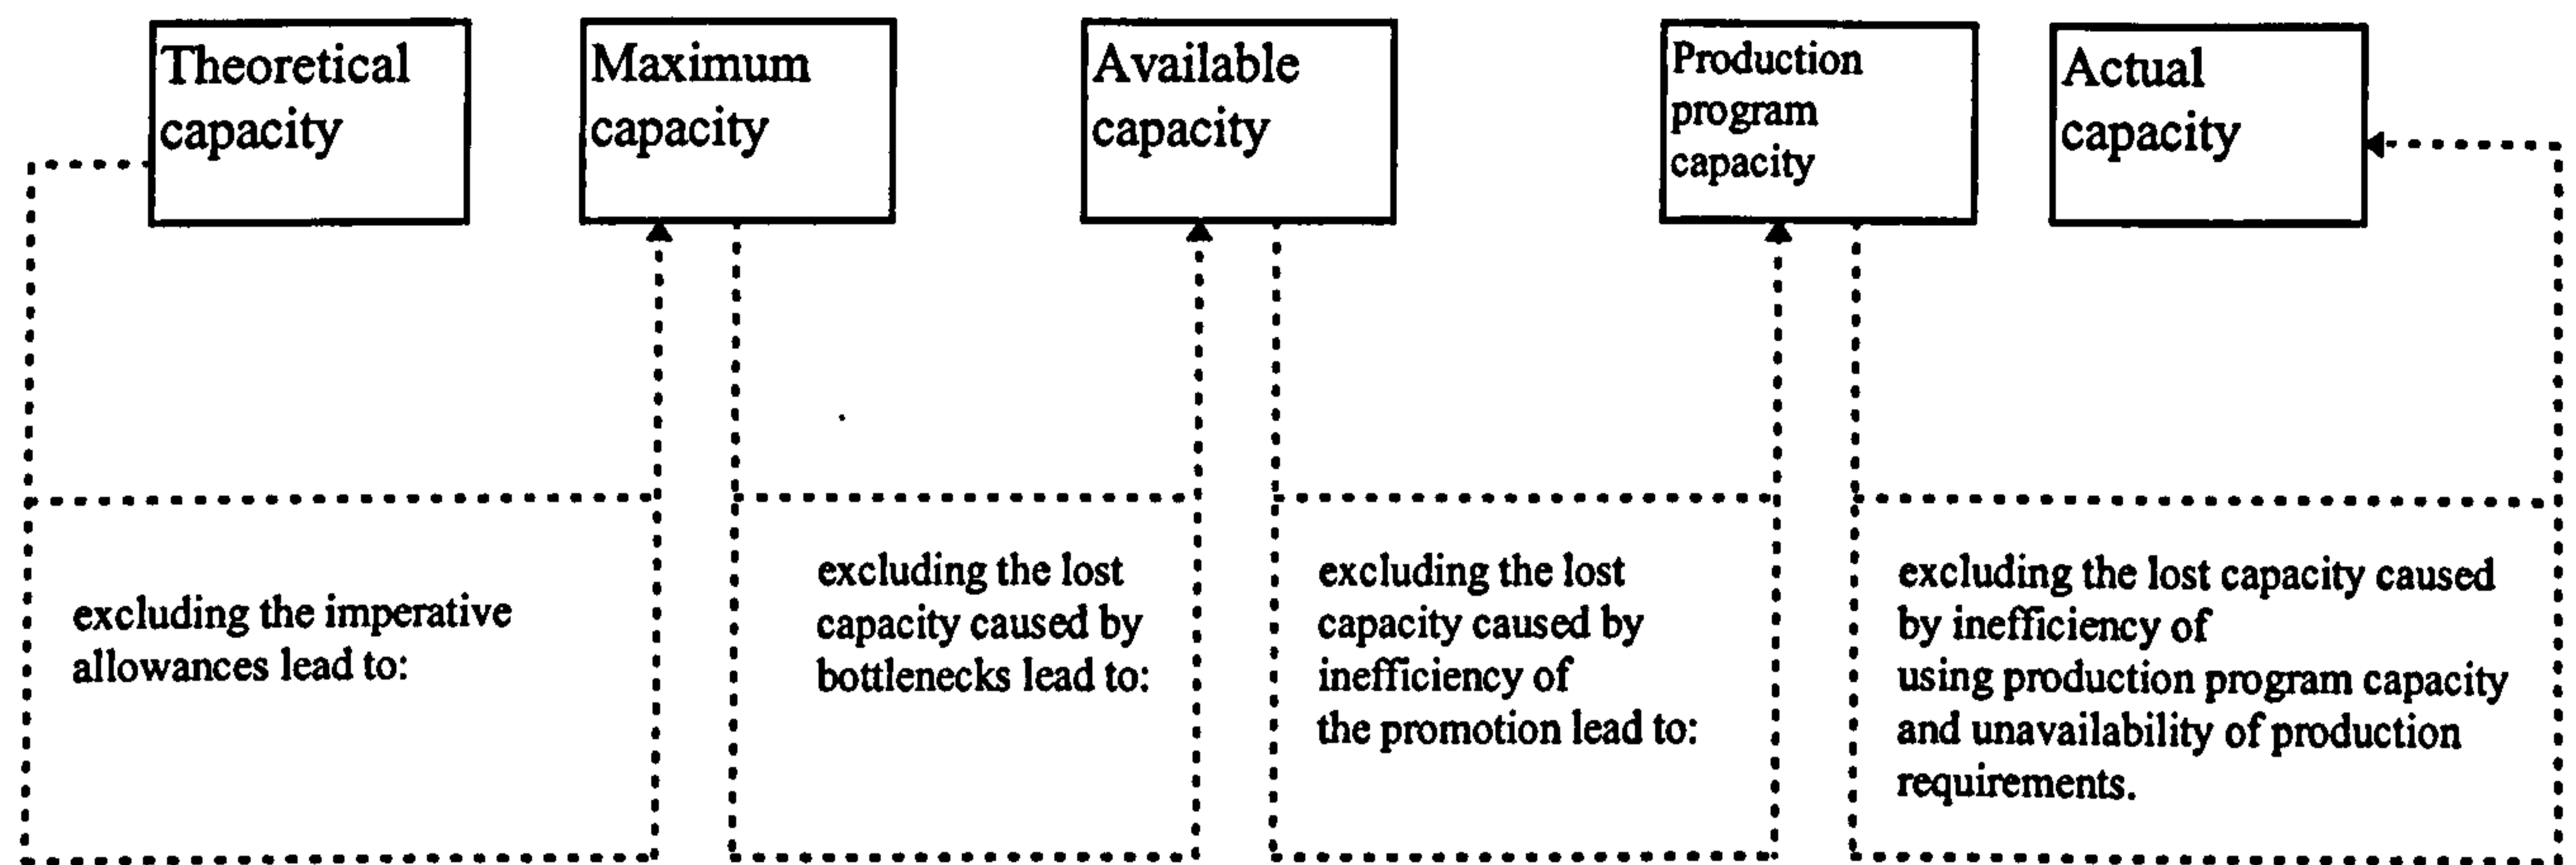 Theoretical
capacity
Maximum
capacity
Available
capacity
Production
program
capacity
Actual
capacity
excluding the imperative
allowances lead to:
excluding the lost
capacity caused by
bottlenecks lead to:
excluding the lost
capacity caused by
inefficiency of
the promotion lead to:
excluding the lost capacity caused
by inefficiency of
using production program capacity
and unavailability of production
requirements.